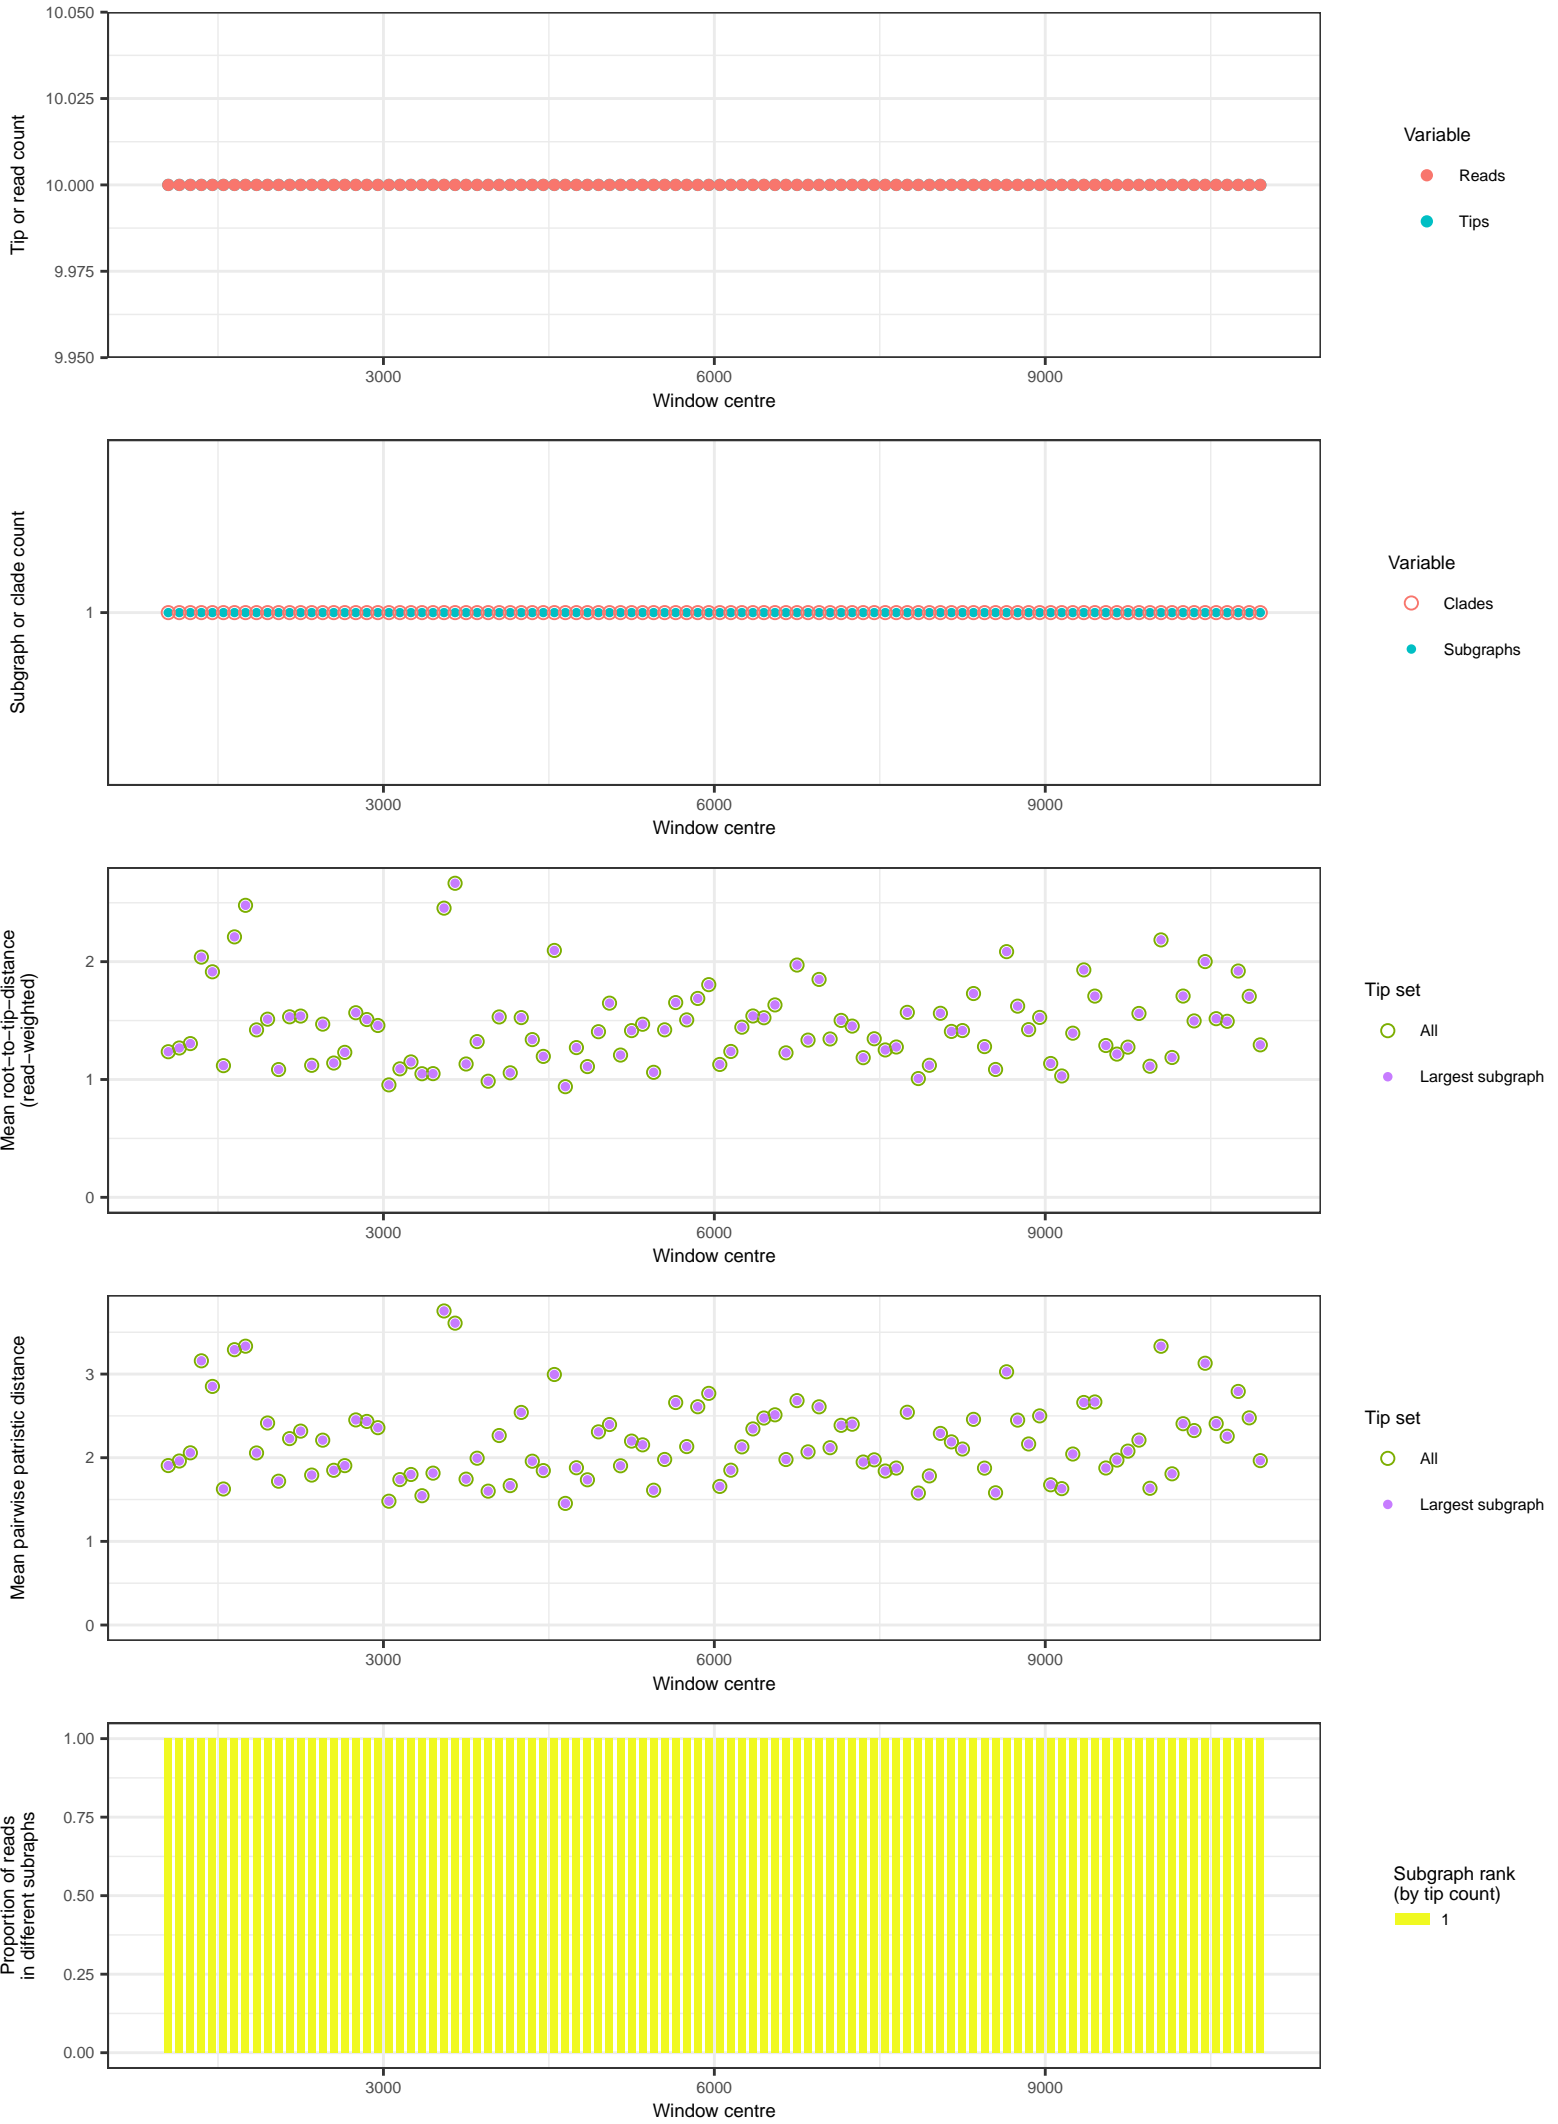 10.050
10.025
10.000
9.975
9.950
Tip or read count
3000
6000
9000
Window centre
Variable
Reads
Tips
Subgraph or clade count
1
3000
6000
9000
Window centre
Variable
Clades
Subgraphs
Mean root−to−tip−distance
(read−weighted)
2
1
0
3000
6000
9000
Window centre
Tip set
All
Largest subgraph
Mean pairwise patristic distance
3
2
1
0
3000
6000
9000
Window centre
Tip set
All
Largest subgraph
Proportion of reads
in different subraphs
1.00
0.75
0.50
0.25
0.00
3000
6000
9000
Window centre
Subgraph rank
(by tip count)
1